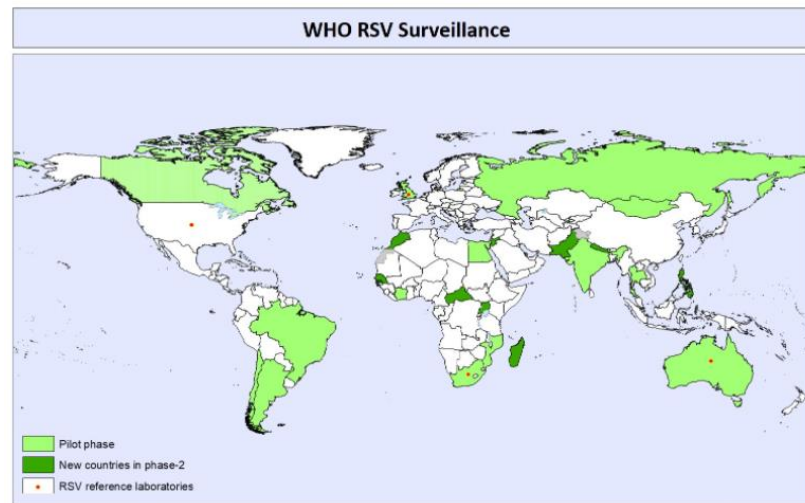 WHO RSV Surveillance
Pilot phase
New countries in phase-2
RSV reference laboratories